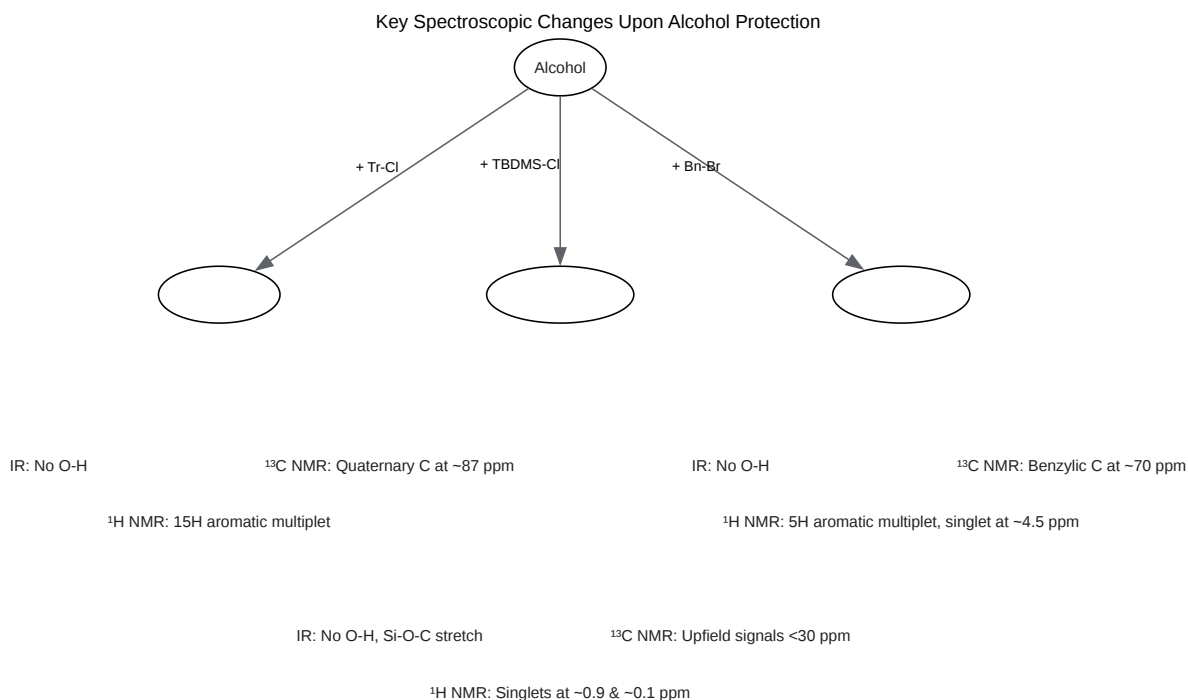 Key Spectroscopic Changes Upon Alcohol Protection
Alcohol
+ Tr-Cl
+ TBDMS-Cl
+ Bn-Br
IR: No O-H
¹³C NMR: Quaternary C at ~87 ppm
¹H NMR: 15H aromatic multiplet
IR: No O-H
¹³C NMR: Benzylic C at ~70 ppm
¹H NMR: 5H aromatic multiplet, singlet at ~4.5 ppm
IR: No O-H, Si-O-C stretch
¹³C NMR: Upfield signals <30 ppm
¹H NMR: Singlets at ~0.9 & ~0.1 ppm